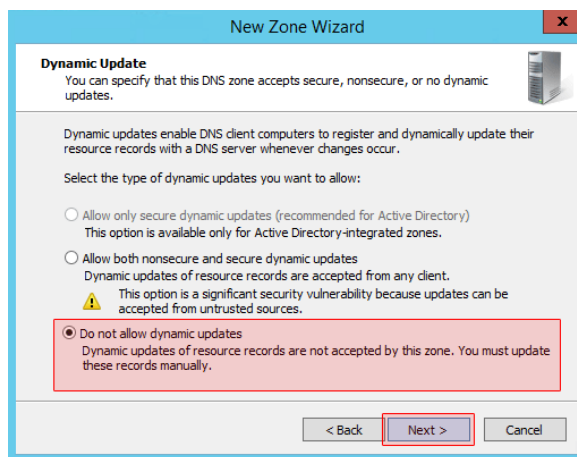 New Zone Wizard
x
Dynamic Update
You can specify that this DNS zone accepts secure, nonsecure, or no dynamic
updates.
Dynamic updates enable DNS client computers to register and dynamically update their
resource records with a DNS server whenever changes occur.
Select the type of dynamic updates you want to allow:
Allow only secure dynamic updates (recommended for Active Directory)
This option is available only for Active Directory-integrated zones.
Allow both nonsecure and secure dynamic updates
Dynamic updates of resource records are accepted from any client.
This option is a significant security vulnerability because updates can be
accepted from untrusted sources.
Do not allow dynamic updates
Dynamic updates of resource records are not accepted by this zone. You must update
these records manually.
< Back Next > Cancel